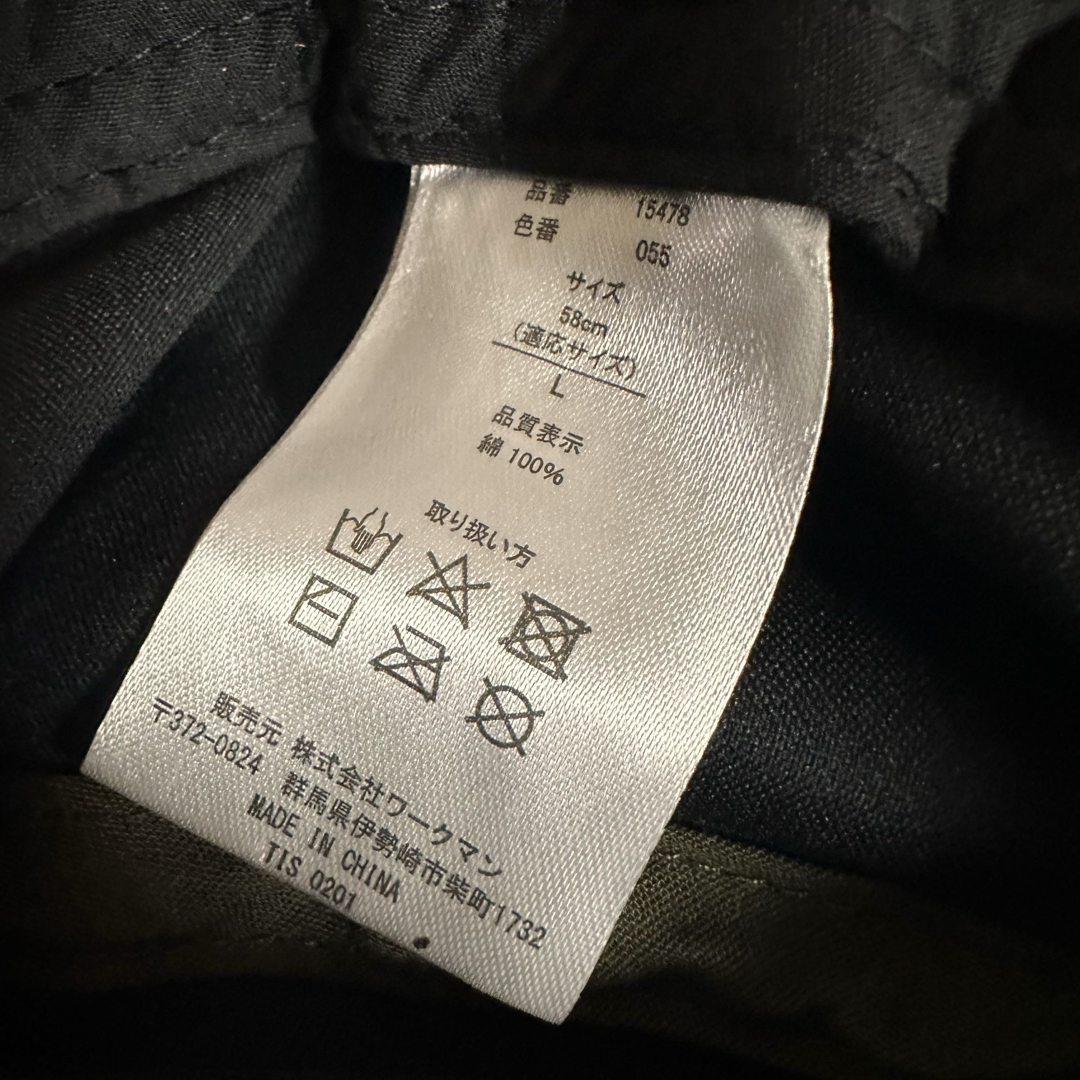 品番 15478
色番 055
サイズ
58cm
(適応サイズ)
L
品質表示
綿 100%
取り扱い方
販売元 株式会社ワークマン
〒372-0824 群馬県伊勢崎市柴町1732
MADE IN CHINA
TIS 0201